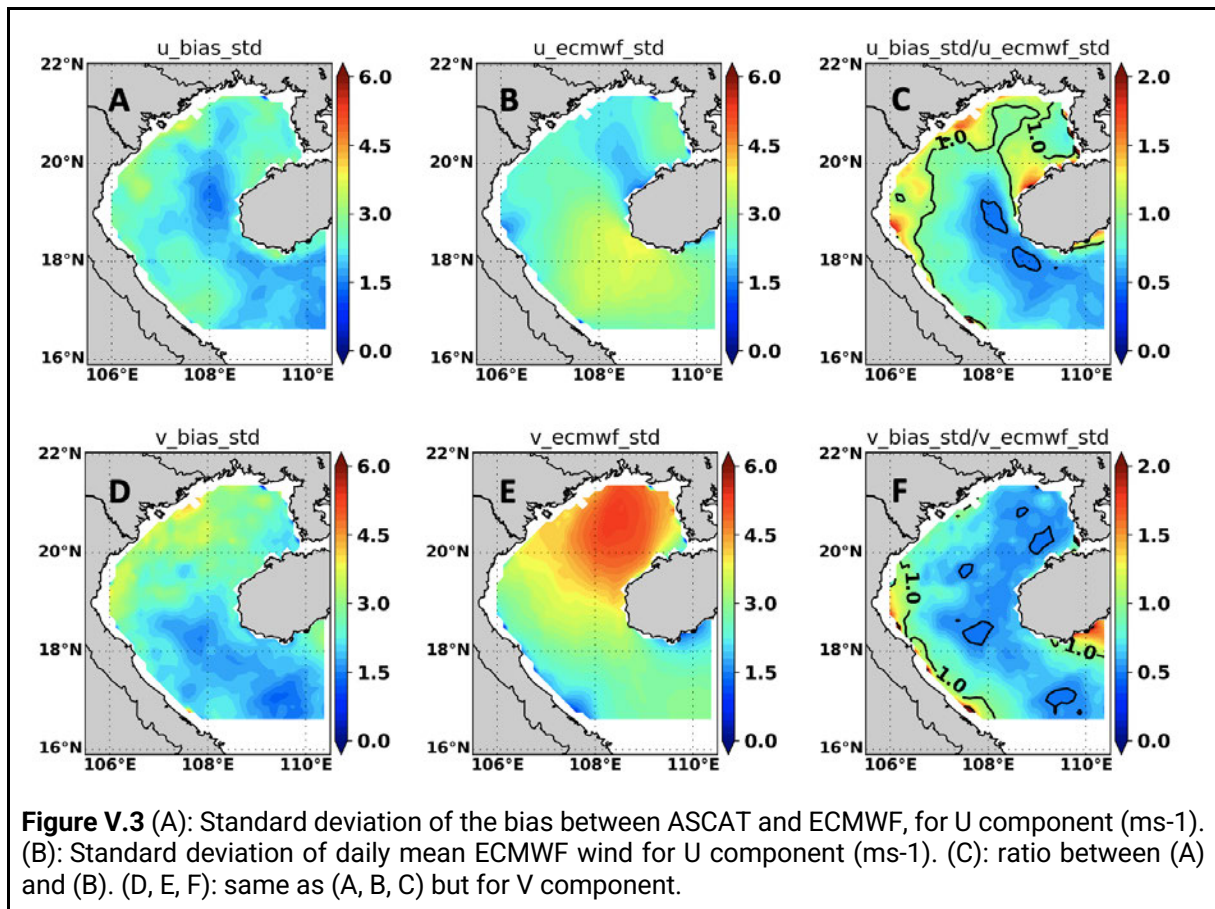 u_bias_std
22°N
20°N
18°N
16°N
106°E 108°E 110°E
A
6.0
4.5
3.0
1.5
0.0
u_ecmwf_std
22°N
20°N
18°N
16°N
106°E 108°E 110°E
B
6.0
4.5
3.0
1.5
0.0
u_bias_std/u_ecmwf_std
22°N
20°N
18°N
16°N
106°E 108°E 110°E
C
1.0
1.0
2.0
1.5
1.0
0.5
0.0
v_bias_std
22°N
20°N
18°N
16°N
106°E 108°E 110°E
D
6.0
4.5
3.0
1.5
0.0
v_ecmwf_std
22°N
20°N
18°N
16°N
106°E 108°E 110°E
E
6.0
4.5
3.0
1.5
0.0
v_bias_std/v_ecmwf_std
22°N
20°N
18°N
16°N
106°E 108°E 110°E
F
1.0
1.0
1.0
2.0
1.5
1.0
0.5
0.0
Figure V.3 (A): Standard deviation of the bias between ASCAT and ECMWF, for U component (ms-1).
(B): Standard deviation of daily mean ECMWF wind for U component (ms-1). (C): ratio between (A)
and (B). (D, E, F): same as (A, B, C) but for V component.